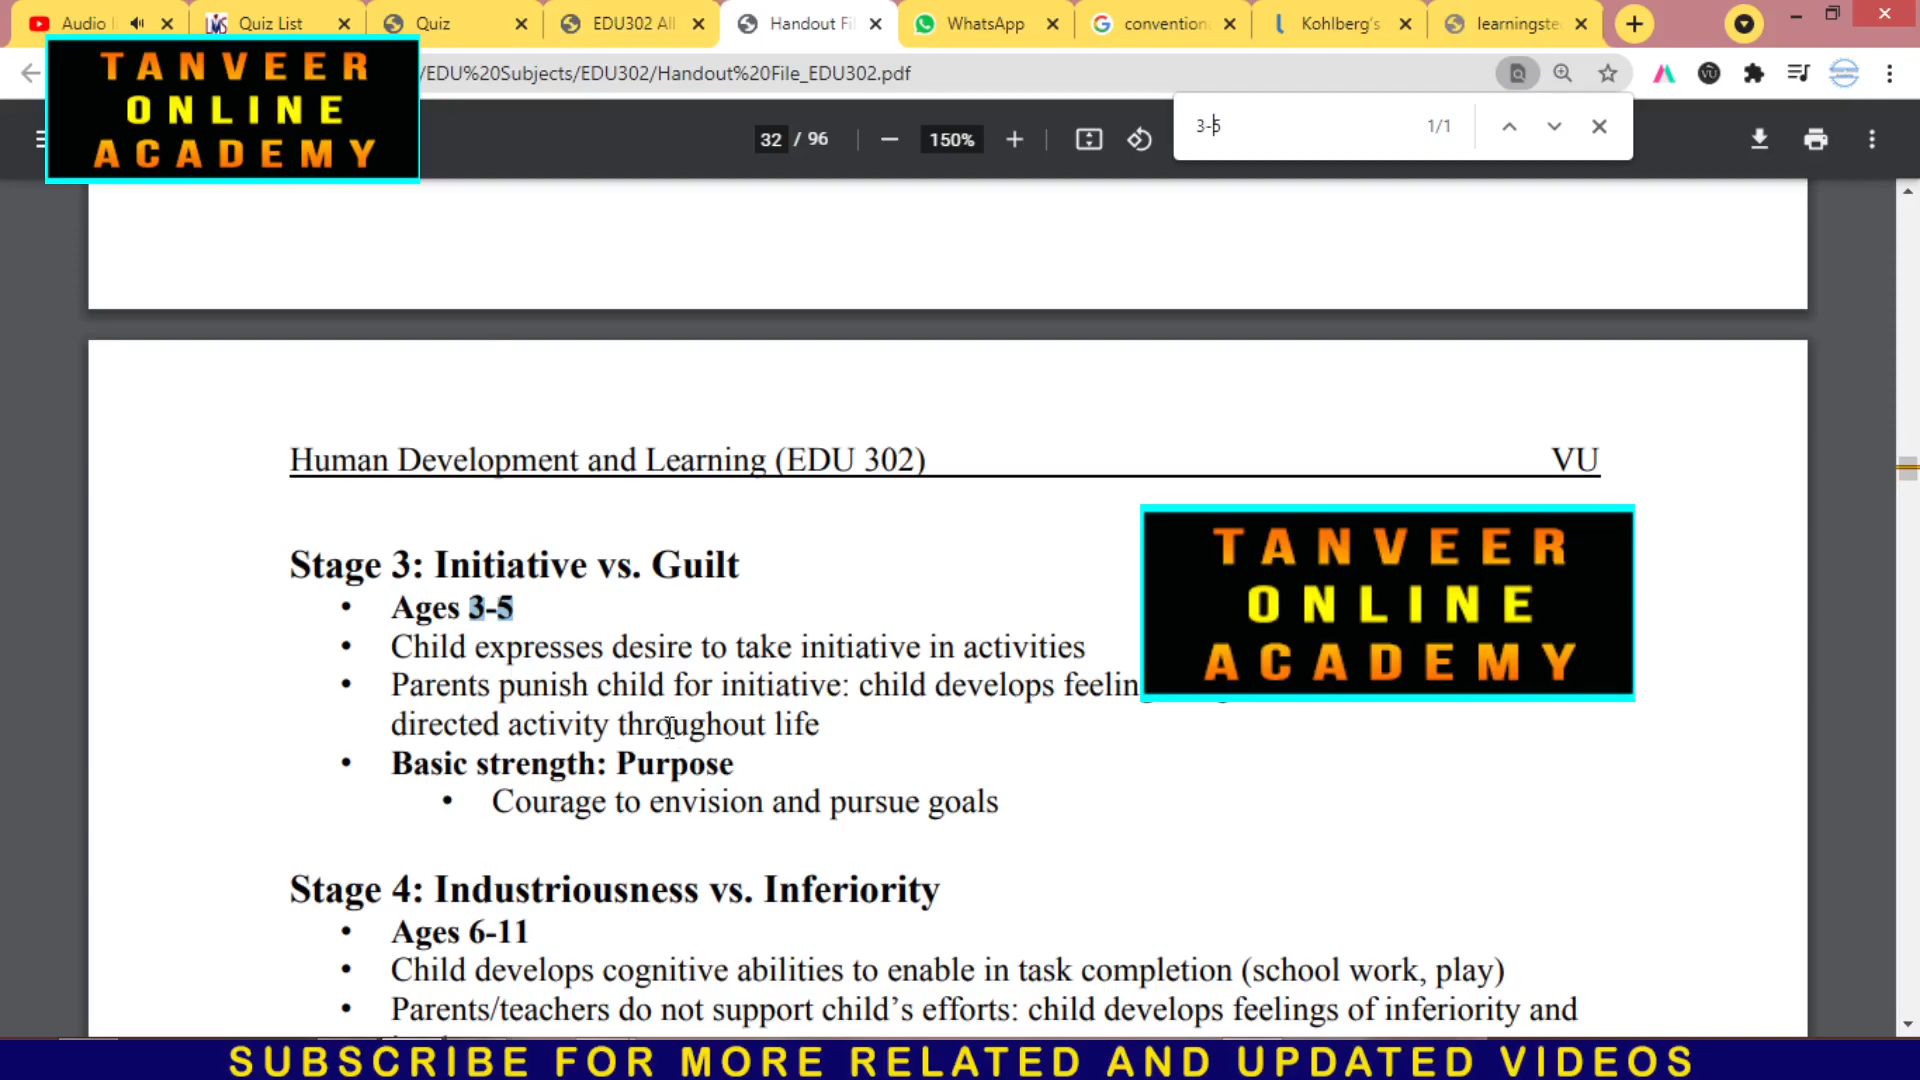 Audio
Quiz List
Quiz
EDU302 All
Handout Fi
WhatsApp
convention
Kohlberg's
learningste
/EDU%20Subjects/EDU302/Handout%20File_EDU302.pdf
TANVEER
ONLINE
ACADEMY
32 / 96
150%
3-5
1/1
Human Development and Learning (EDU 302)
VU
Stage 3: Initiative vs. Guilt
• Ages 3-5
• Child expresses desire to take initiative in activities
• Parents punish child for initiative: child develops feelin
directed activity throughout life
• Basic strength: Purpose
• Courage to envision and pursue goals
TANVEER
ONLINE
ACADEMY
Stage 4: Industriousness vs. Inferiority
• Ages 6-11
• Child develops cognitive abilities to enable in task completion (school work, play)
• Parents/teachers do not support child's efforts: child develops feelings of inferiority and
SUBSCRIBE FOR MORE RELATED AND UPDATED VIDEOS